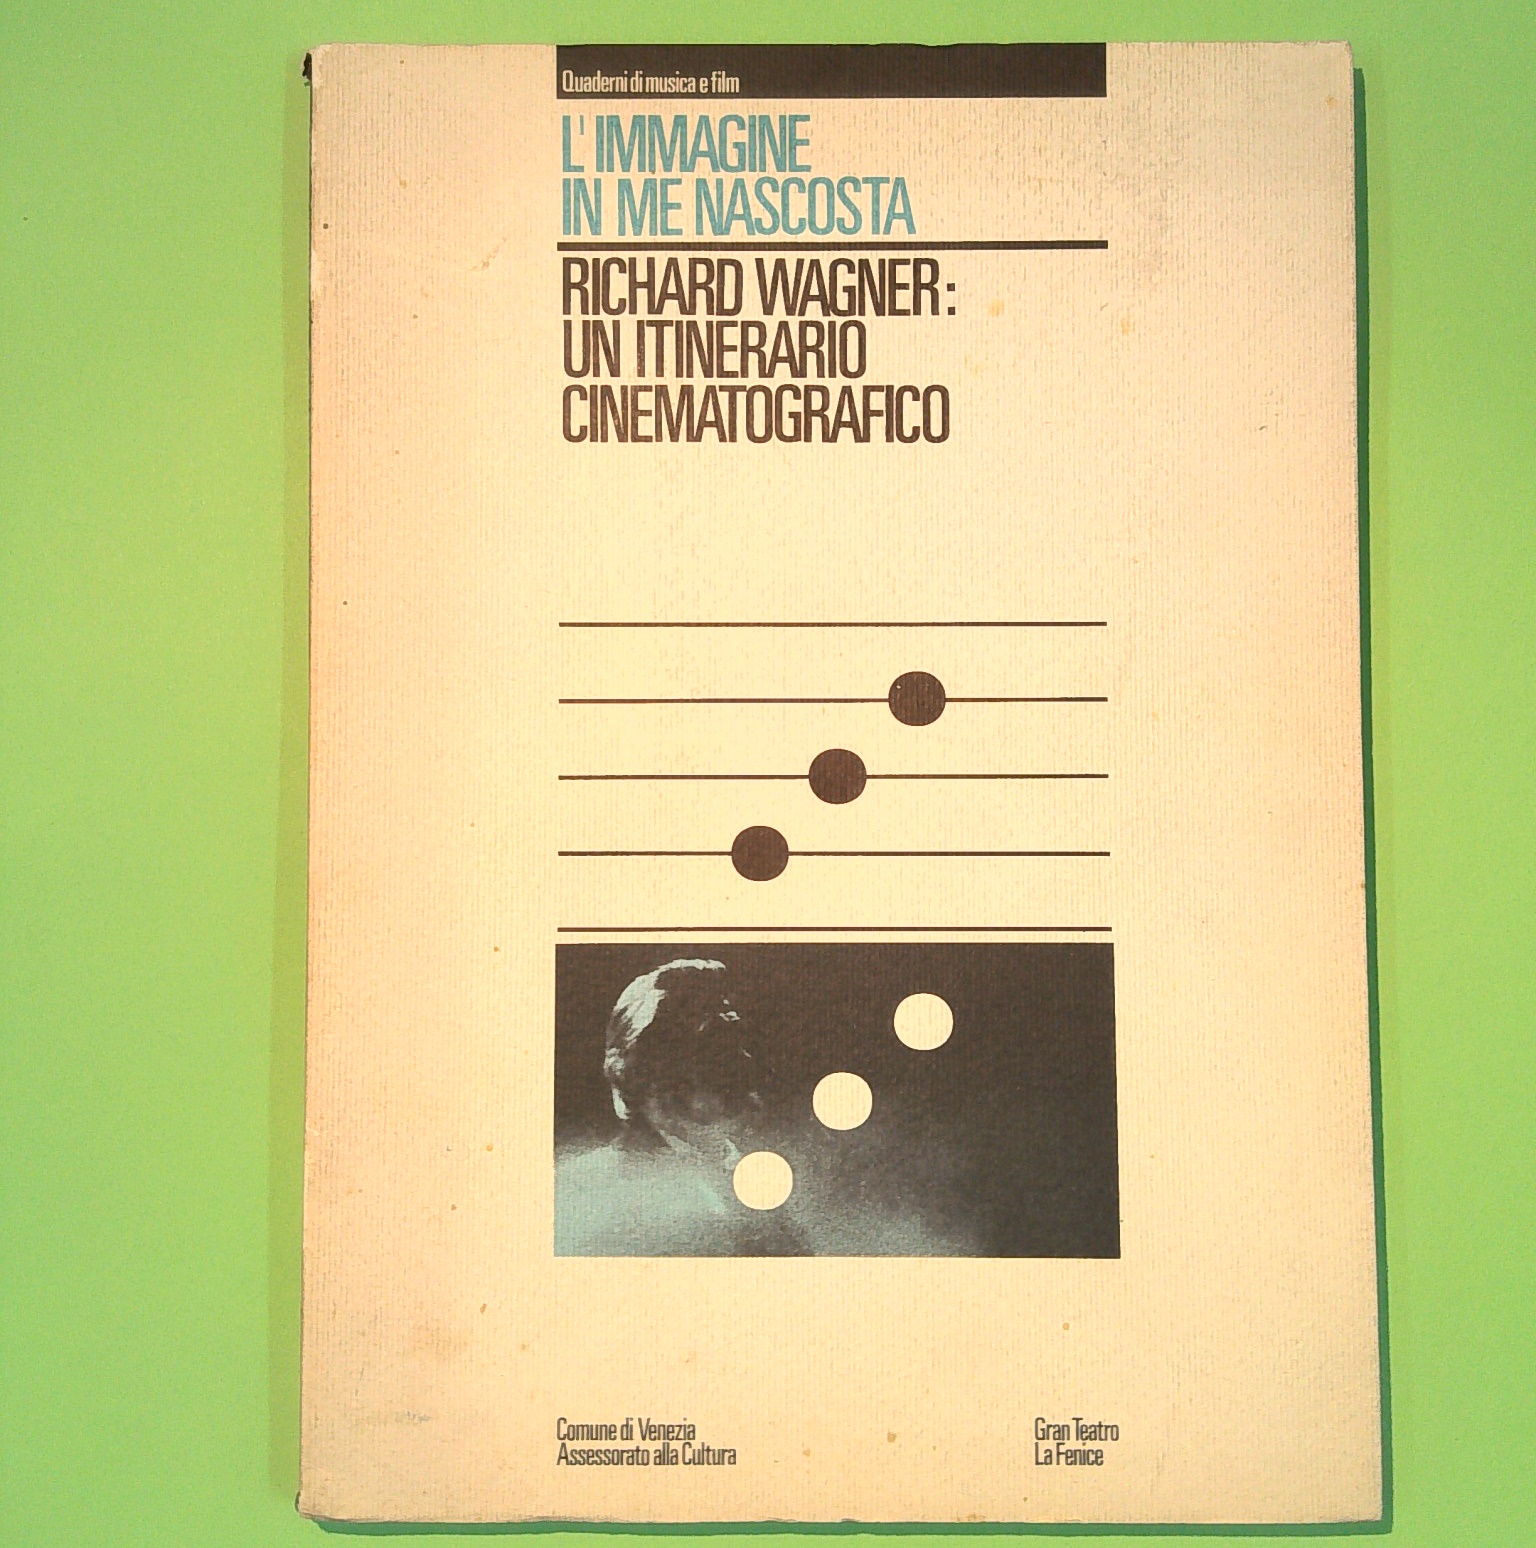 Quaderni di musica e film
L'IMMAGINE
IN ME NASCOSTA
RICHARD WAGNER:
UN ITINERARIO
CINEMATOGRAFICO
Comune di Venezia
Assessorato alla Cultura
Gran Teatro
La Fenice